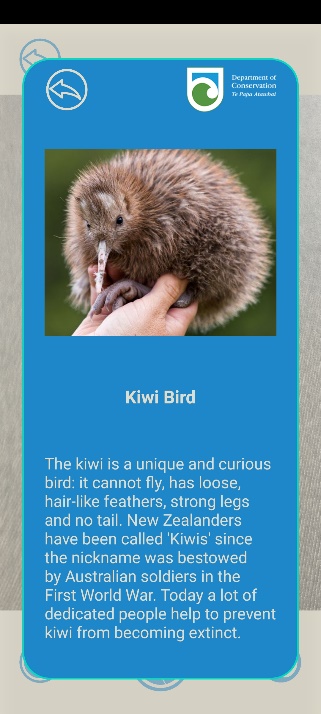 Department of
Conservation
Te Papa Atawhai
Kiwi Bird
The kiwi is a unique and curious
bird: it cannot fly, has loose,
hair-like feathers, strong legs
and no tail. New Zealanders
have been called 'Kiwis' since
the nickname was bestowed
by Australian soldiers in the
First World War. Today a lot of
dedicated people help to prevent
kiwi from becoming extinct.